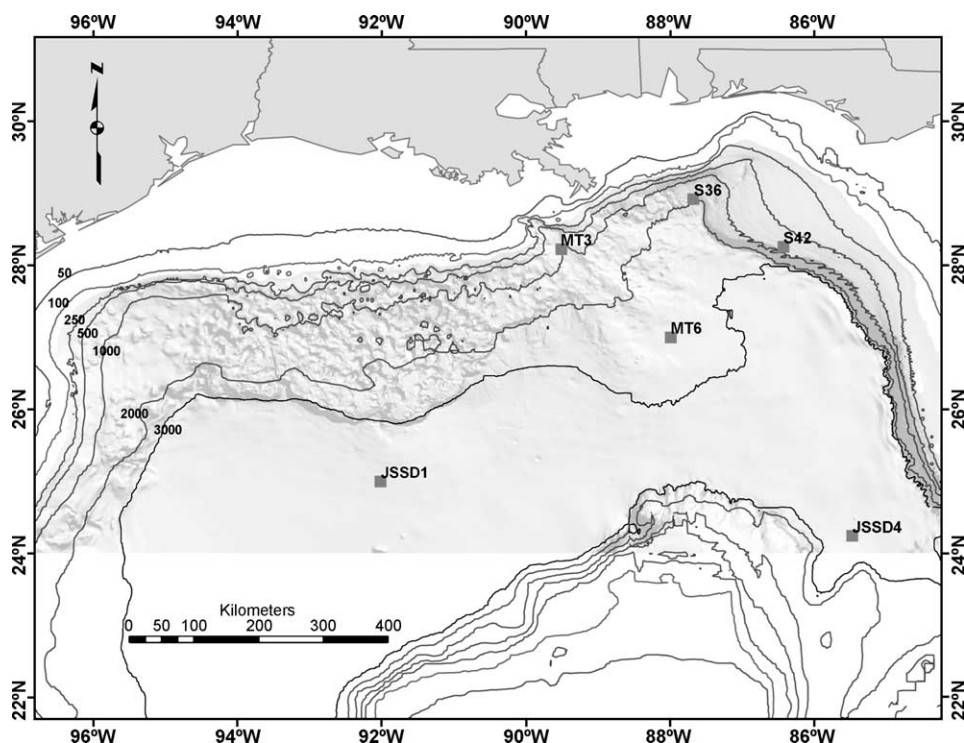 96°W 94°W 92°W 90°W 88°W 86°W
N
30°N 30°N
S36
S42
MT3
28°N 28°N
50
100
250
500
1000
MT6
26°N 26°N
2000
3000
JSSD1
JSSD4
24°N 24°N
Kilometers
0 50 100 200 300 400
22°N 22°N
96°W 94°W 92°W 90°W 88°W 86°W